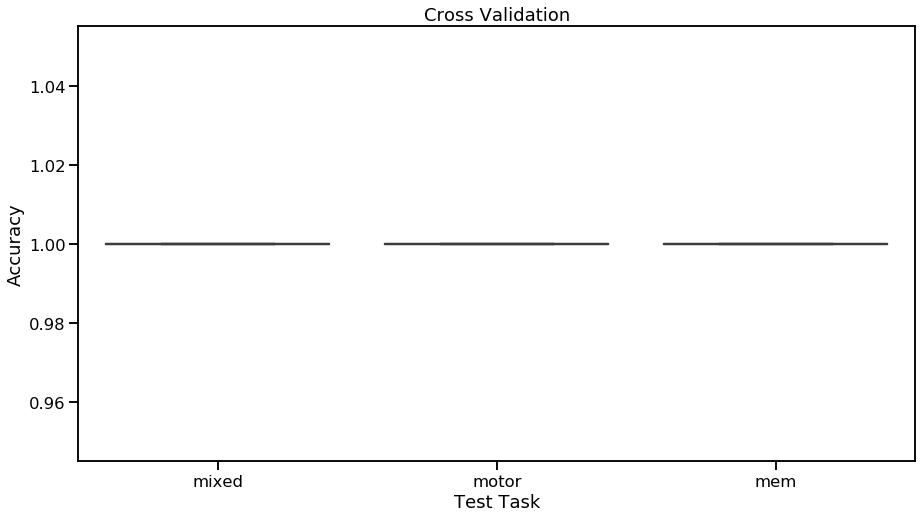 Cross Validation
Accuracy
1.04
1.02
1.00
0.98
0.96
mixed motor mem
Test Task